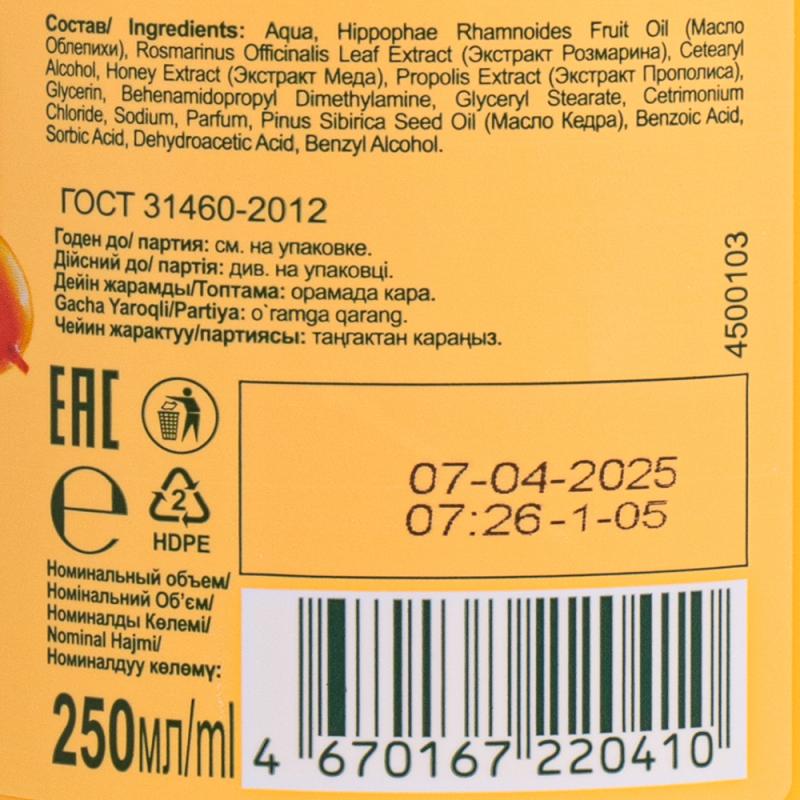 Состав/ Ingredients: Aqua, Hippophae Rhamnoides Fruit Oil (Масло
Облепихи), Rosmarinus Officinalis Leaf Extract (Экстракт Розмарина), Cetearyl
Alcohol, Honey Extract (Экстракт Меда), Propolis Extract (Экстракт Прополиса),
Glycerin, Behenamidopropyl Dimethylamine, Glyceryl Stearate, Cetrimonium
Chloride, Sodium, Parfum, Pinus Sibirica Seed Oil (Масло Кедра), Benzoic Acid,
Sorbic Acid, Dehydroacetic Acid, Benzyl Alcohol.
ГОСТ 31460-2012
Годен до/ партия: см. на упаковке.
Дійсний до/ партія: див. на упаковці.
Дейін жарамды/Топтама: орамада кара.
Gacha Yaroqli/Partiya: o`ramga qarang.
Чейин жарактуу/партиясы: таңгактан караңыз.
4500103
EAC
07-04-2025
07:26-1-05
e
2
HDPE
Номинальный объем/
Номінальний Об'єм/
Номиналды Көлемі/
Nominal Hajmi/
Номиналдуу көлөмү:
250мл/ml
4 670167 220410